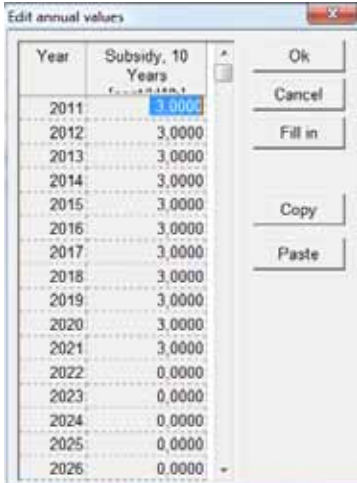 Edit annual values
Year Subsidy, 10 Ok
Years
Cancel
2011 3,0000
2012 3,0000 Fill in
2013 3,0000
2014 3,0000
2015 3,0000 Copy
2016 3,0000
2017 3,0000 Paste
2018 3,0000
2019 3,0000
2020 3,0000
2021 3,0000
2022 0,0000
2023 0,0000
2024 0,0000
2025 0,0000
2026 0,0000